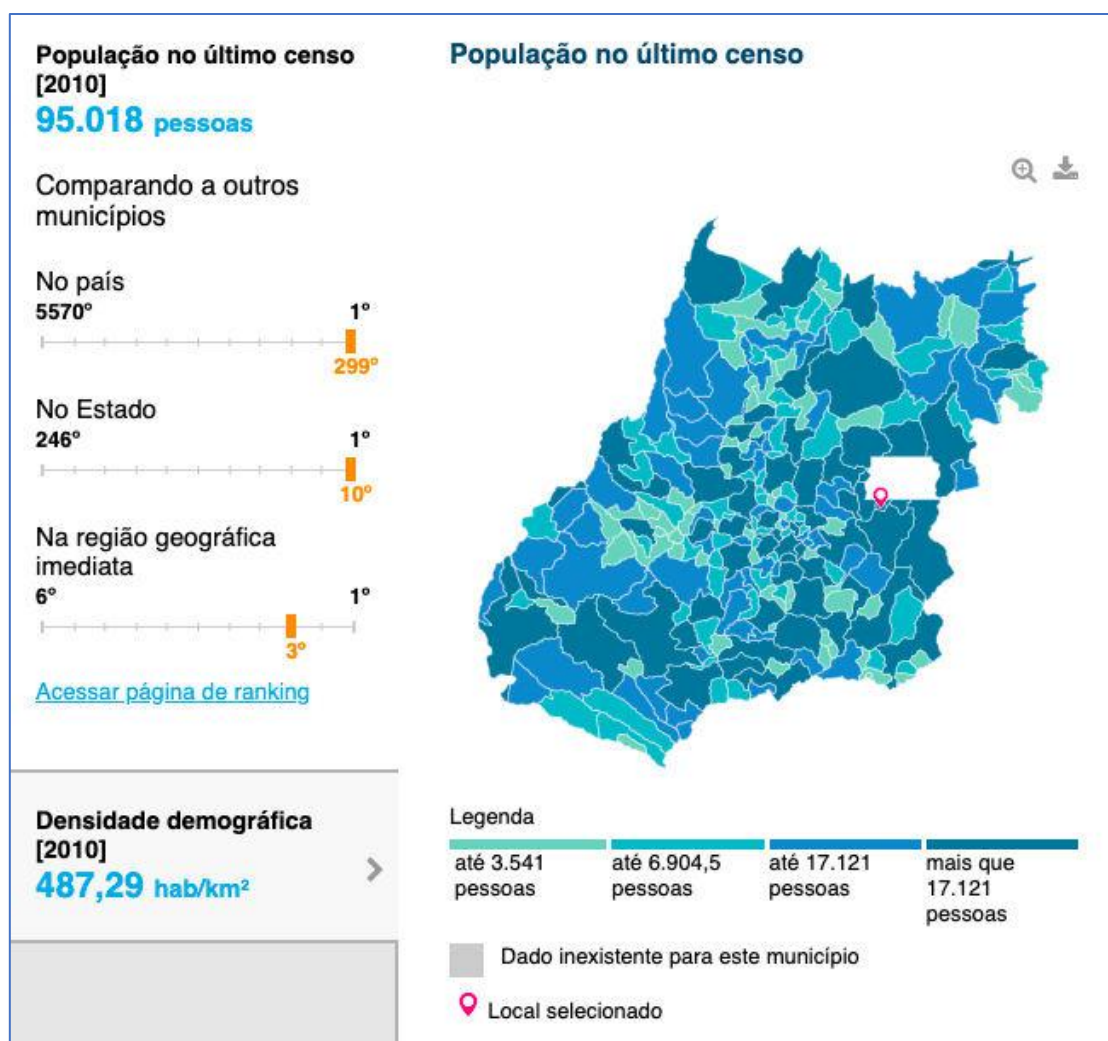 População no último censo
[2010]
95.018 pessoas
Comparando a outros
municípios
No país
5570º 1º
299º
No Estado
246º 1º
10º
Na região geográfica
imediata
6º 1º
3º
Acessar página de ranking
Densidade demográfica
[2010]
487,29 hab/km²
População no último censo
Legenda
até 3.541
pessoas
até 6.904,5
pessoas
até 17.121
pessoas
mais que
17.121
pessoas
Dado inexistente para este município
Local selecionado